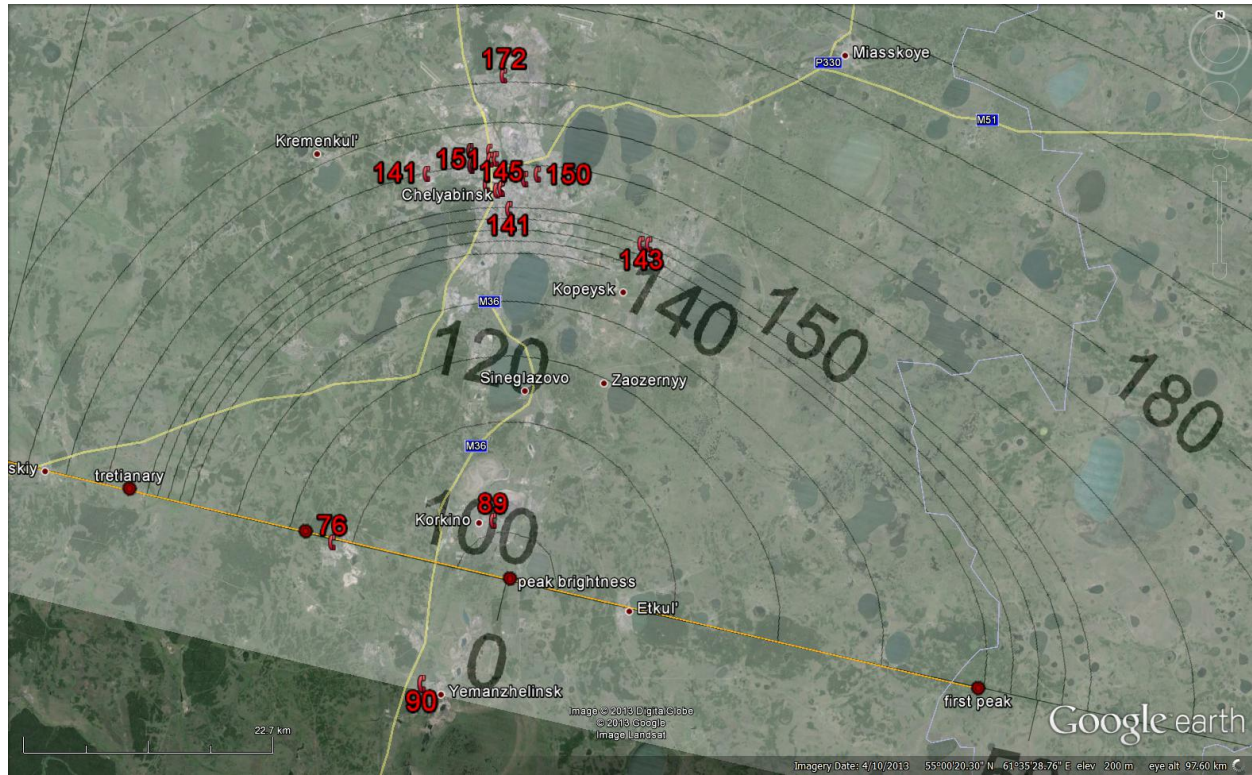 N
172
Miasskoye
P330
M51
Kremenkul'
151
141
145
150
Chelyabinsk
141
143
Kopeysk
M36
140
150
120
180
Sineglazovo
Zaozernyy
M36
skiy
tretianary
89
76
Korkino
100
peak brightness
Etkul'
0
90
Yemanzhelinsk
first peak
Image © 2013 DigitalGlobe
© 2013 Google
Image Landsat
22.7 km
Google earth
Imagery Date: 4/10/2013 55°00'20.30" N 61°35'28.76" E elev 200 m eye alt 97.60 km